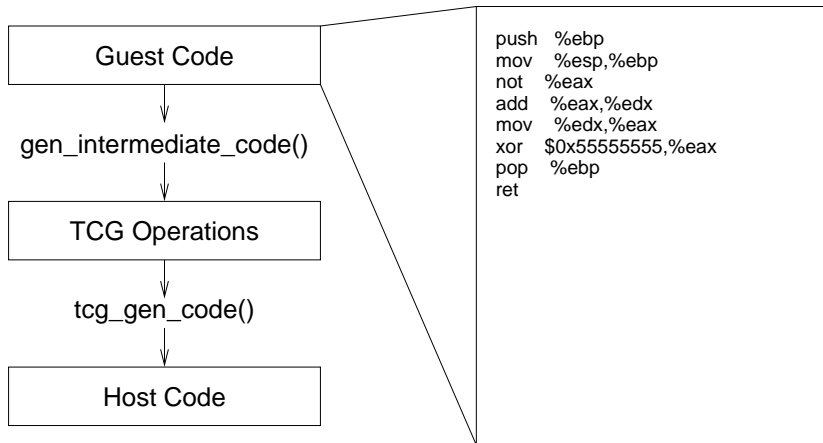 Guest Code
gen_intermediate_code()
TCG Operations
tcg_gen_code()
Host Code
push %ebp
mov %esp,%ebp
not %eax
add %eax,%edx
mov %edx,%eax
xor $0x55555555,%eax
pop %ebp
ret